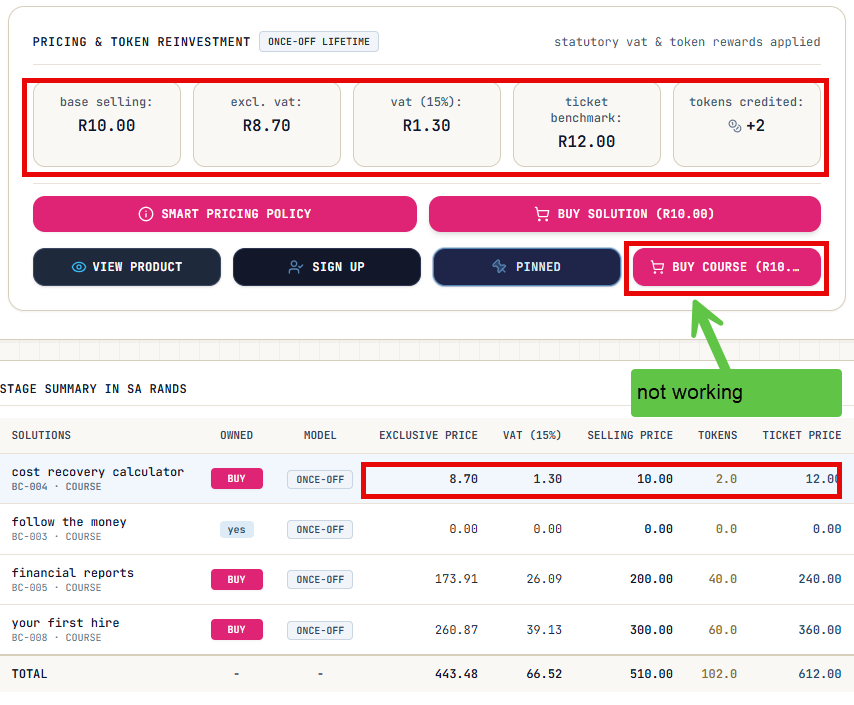 PRICING & TOKEN REINVESTMENT ONCE-OFF LIFETIME statutory vat & token rewards applied
base selling: excl. vat: vat (15%): ticket benchmark: tokens credited:
R10.00 R8.70 R1.30 R12.00 +2
SMART PRICING POLICY BUY SOLUTION (R10.00)
VIEW PRODUCT SIGN UP PINNED BUY COURSE (R10.…
not working
STAGE SUMMARY IN SA RANDS
SOLUTIONS OWNED MODEL EXCLUSIVE PRICE VAT (15%) SELLING PRICE TOKENS TICKET PRICE
cost recovery calculator BUY ONCE-OFF 8.70 1.30 10.00 2.0 12.00
BC-004 · COURSE
follow the money yes ONCE-OFF 0.00 0.00 0.00 0.0 0.00
BC-003 · COURSE
financial reports BUY ONCE-OFF 173.91 26.09 200.00 40.0 240.00
BC-005 · COURSE
your first hire BUY ONCE-OFF 260.87 39.13 300.00 60.0 360.00
BC-008 · COURSE
TOTAL - - 443.48 66.52 510.00 102.0 612.00